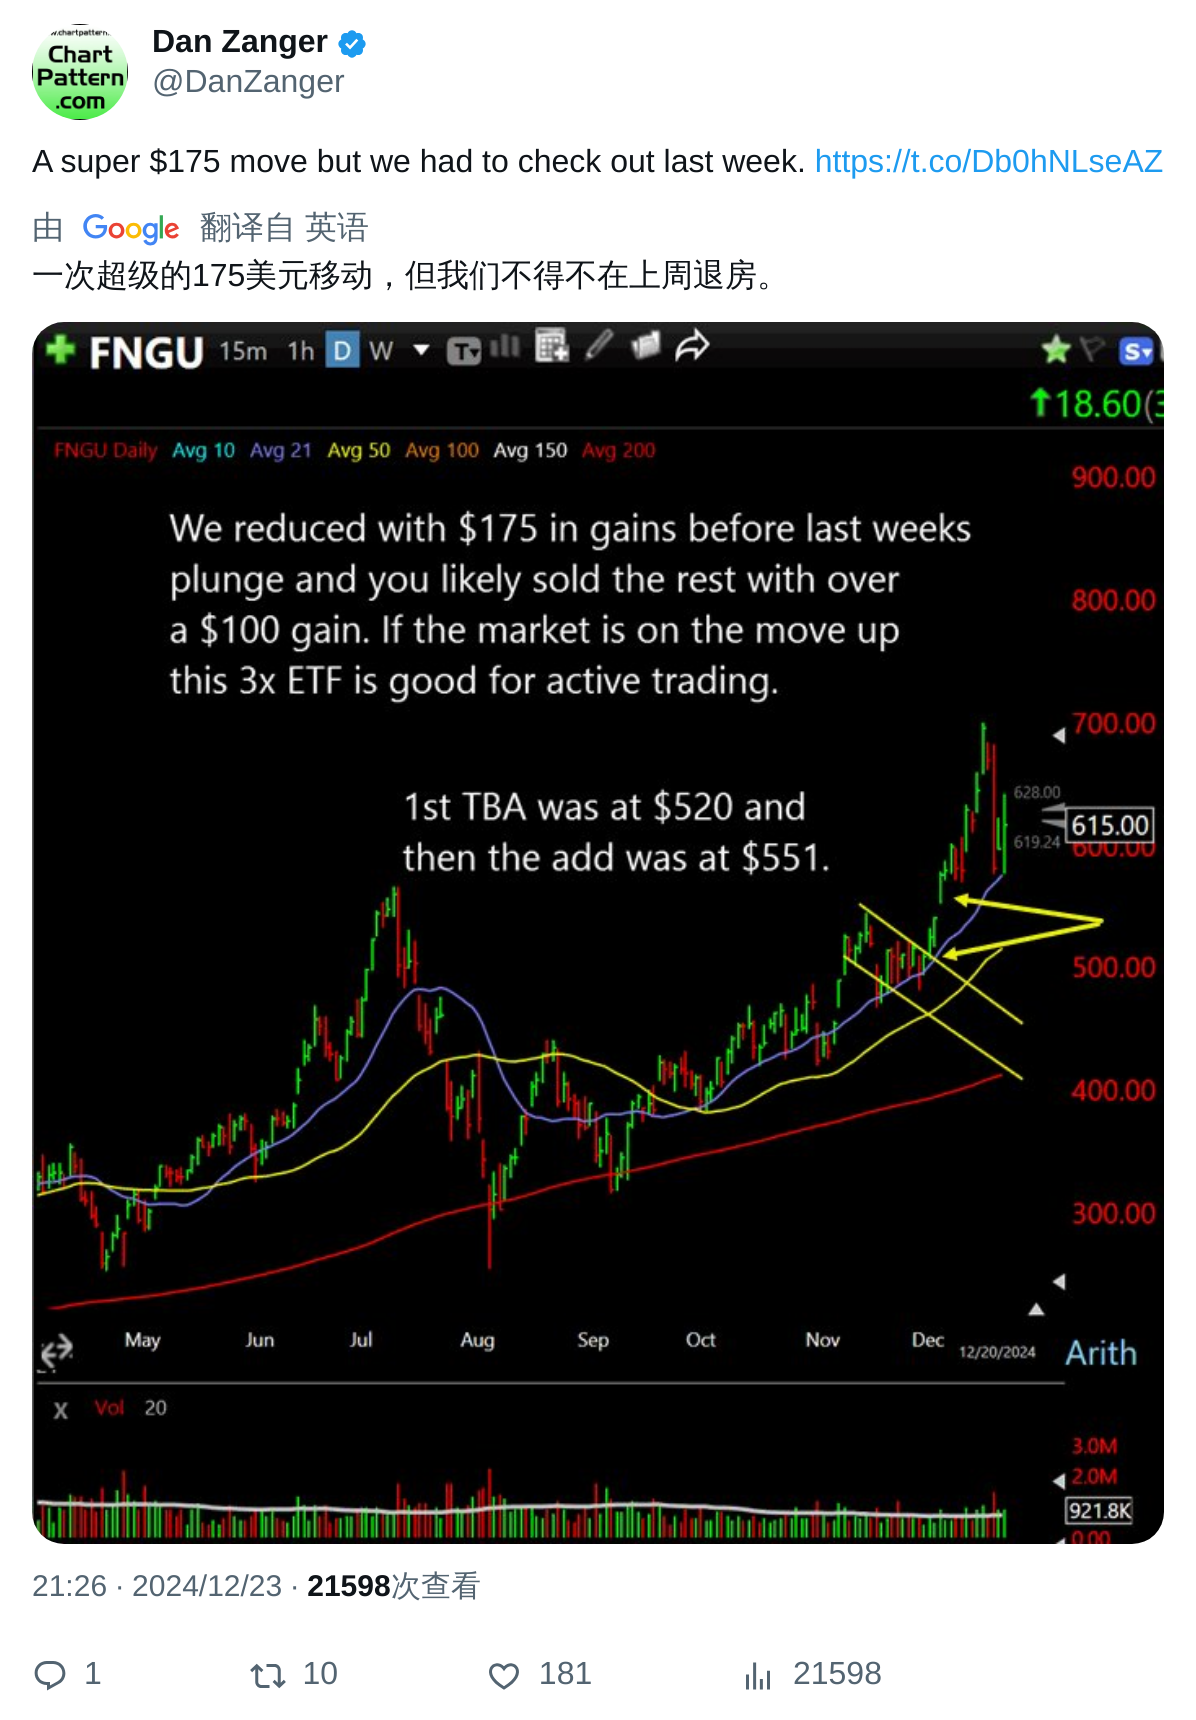 w.chartpattern.
Chart
Pattern
.com
Dan Zanger
@DanZanger
A super $175 move but we had to check out last week. https://t.co/Db0hNLseAZ
由 Google 翻译自 英语
一次超级的175美元移动，但我们不得不在上周退房。
FNGU 15m 1h D W T S
18.60(3
FNGU Daily Avg 10 Avg 21 Avg 50 Avg 100 Avg 150 Avg 200
900.00
We reduced with $175 in gains before last weeks
plunge and you likely sold the rest with over
a $100 gain. If the market is on the move up
this 3x ETF is good for active trading.
800.00
700.00
1st TBA was at $520 and
then the add was at $551.
628.00
615.00
619.24
600.00
500.00
400.00
300.00
May Jun Jul Aug Sep Oct Nov Dec 12/20/2024 Arith
X Vol 20
3.0M
2.0M
921.8K
0.00
21:26 · 2024/12/23 · 21598次查看
1 10 181 21598